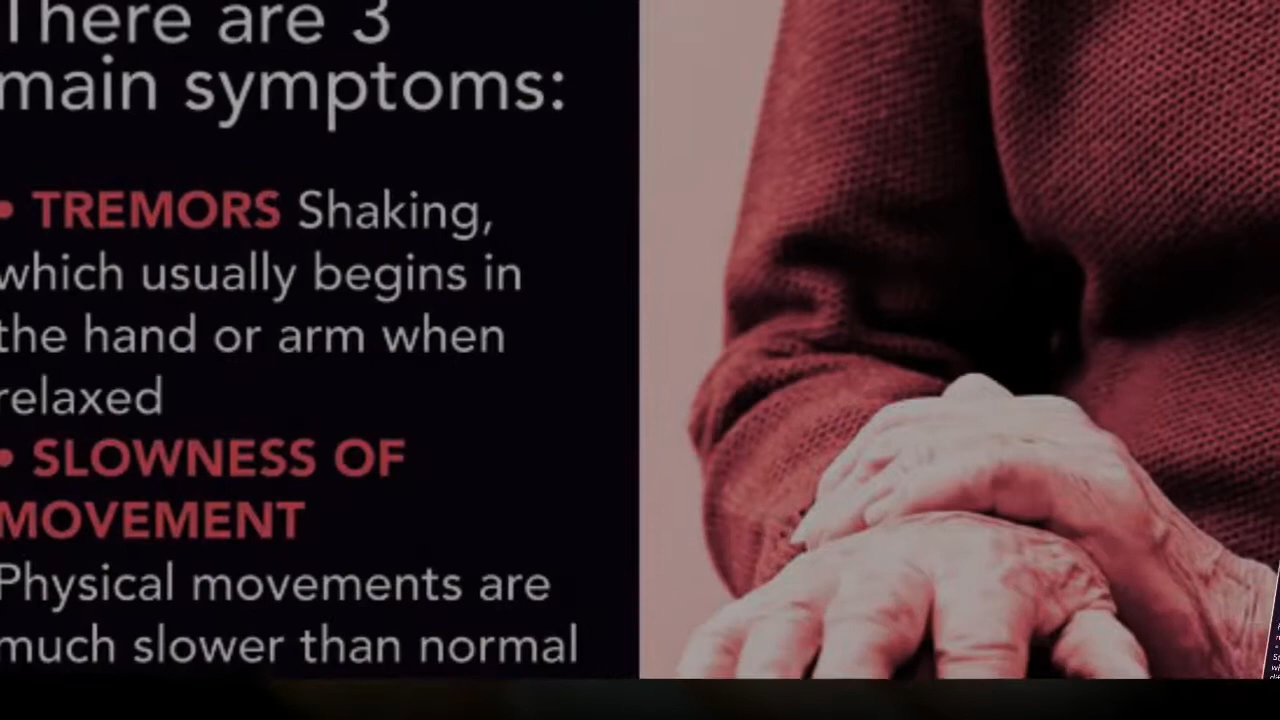 There are 3
main symptoms:
• TREMORS Shaking,
which usually begins in
the hand or arm when
relaxed
• SLOWNESS OF
MOVEMENT
Physical movements are
much slower than normal